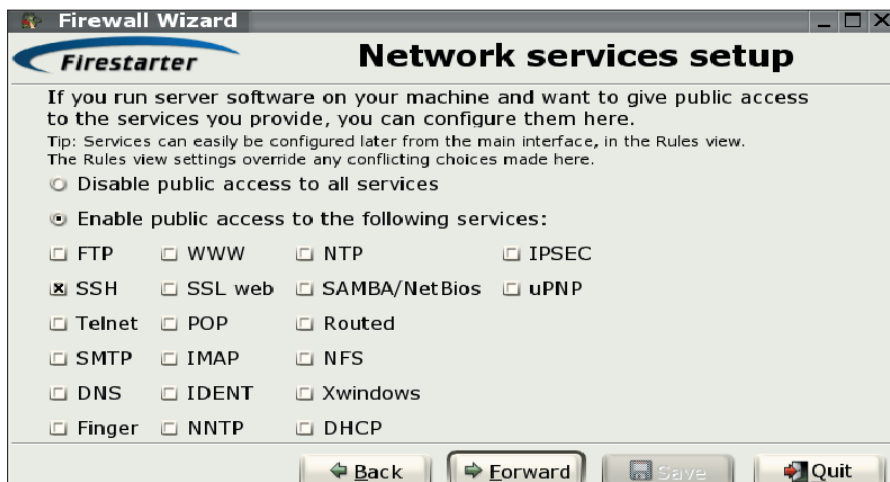 Firewall Wizard
Firestarter
Network services setup
If you run server software on your machine and want to give public access
to the services you provide, you can configure them here.
Tip: Services can easily be configured later from the main interface, in the Rules view.
The Rules view settings override any conflicting choices made here.
Disable public access to all services
Enable public access to the following services:
FTP WWW NTP IPSEC
SSH SSL web SAMBA/NetBios uPNP
Telnet POP Routed
SMTP IMAP NFS
DNS IDENT Xwindows
Finger NNTP DHCP
Back Forward Save Quit